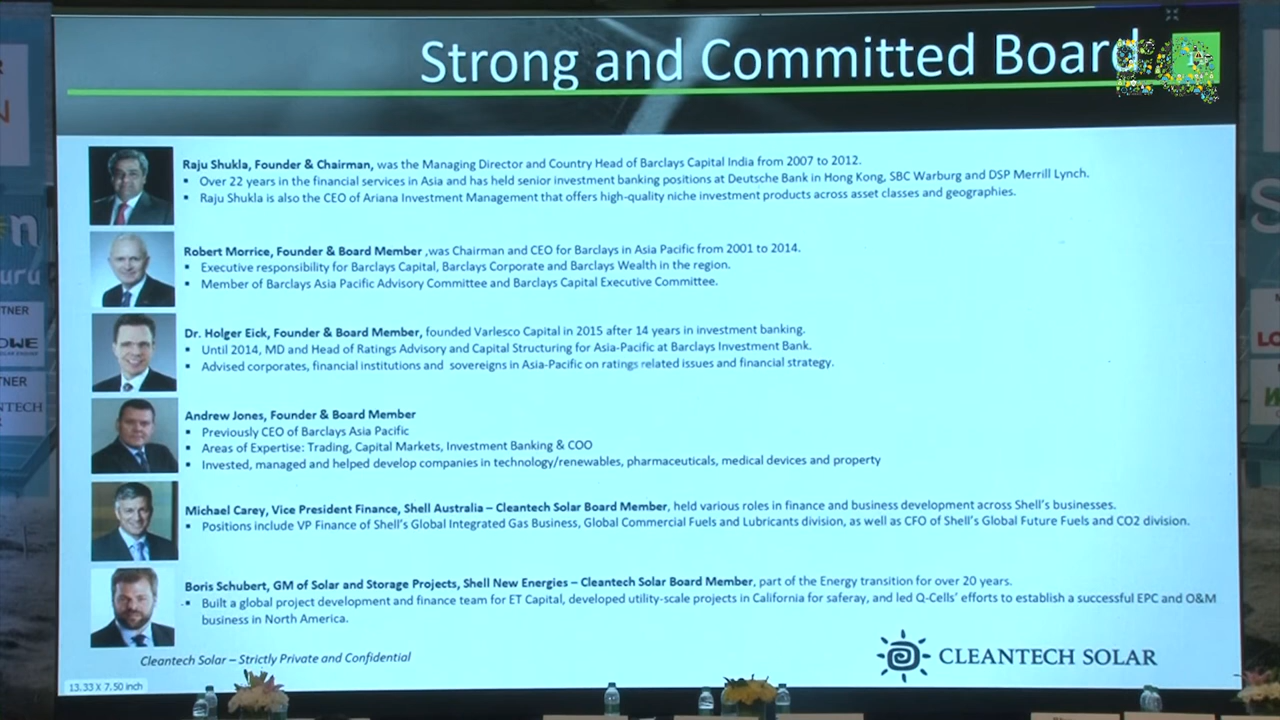 Strong and Committed Board
Raju Shukla, Founder & Chairman, was the Managing Director and Country Head of Barclays Capital India from 2007 to 2012.
▪ Over 22 years in the financial services in Asia and has held senior investment banking positions at Deutsche Bank in Hong Kong, SBC Warburg and DSP Merrill Lynch.
▪ Raju Shukla is also the CEO of Ariana Investment Management that offers high-quality niche investment products across asset classes and geographies.
Robert Morrice, Founder & Board Member ,was Chairman and CEO for Barclays in Asia Pacific from 2001 to 2014.
▪ Executive responsibility for Barclays Capital, Barclays Corporate and Barclays Wealth in the region.
▪ Member of Barclays Asia Pacific Advisory Committee and Barclays Capital Executive Committee.
Dr. Holger Eick, Founder & Board Member, founded Varlesco Capital in 2015 after 14 years in investment banking.
▪ Until 2014, MD and Head of Ratings Advisory and Capital Structuring for Asia-Pacific at Barclays Investment Bank.
▪ Advised corporates, financial institutions and sovereigns in Asia-Pacific on ratings related issues and financial strategy.
Andrew Jones, Founder & Board Member
▪ Previously CEO of Barclays Asia Pacific
▪ Areas of Expertise: Trading, Capital Markets, Investment Banking & COO
▪ Invested, managed and helped develop companies in technology/renewables, pharmaceuticals, medical devices and property
Michael Carey, Vice President Finance, Shell Australia – Cleantech Solar Board Member, held various roles in finance and business development across Shell's businesses.
▪ Positions include VP Finance of Shell's Global Integrated Gas Business, Global Commercial Fuels and Lubricants division, as well as CFO of Shell's Global Future Fuels and CO2 division.
Boris Schubert, GM of Solar and Storage Projects, Shell New Energies – Cleantech Solar Board Member, part of the Energy transition for over 20 years.
▪ Built a global project development and finance team for ET Capital, developed utility-scale projects in California for saferay, and led Q-Cells' efforts to establish a successful EPC and O&M
business in North America.
Cleantech Solar – Strictly Private and Confidential
CLEANTECH SOLAR
13.33 X 7.50 inch